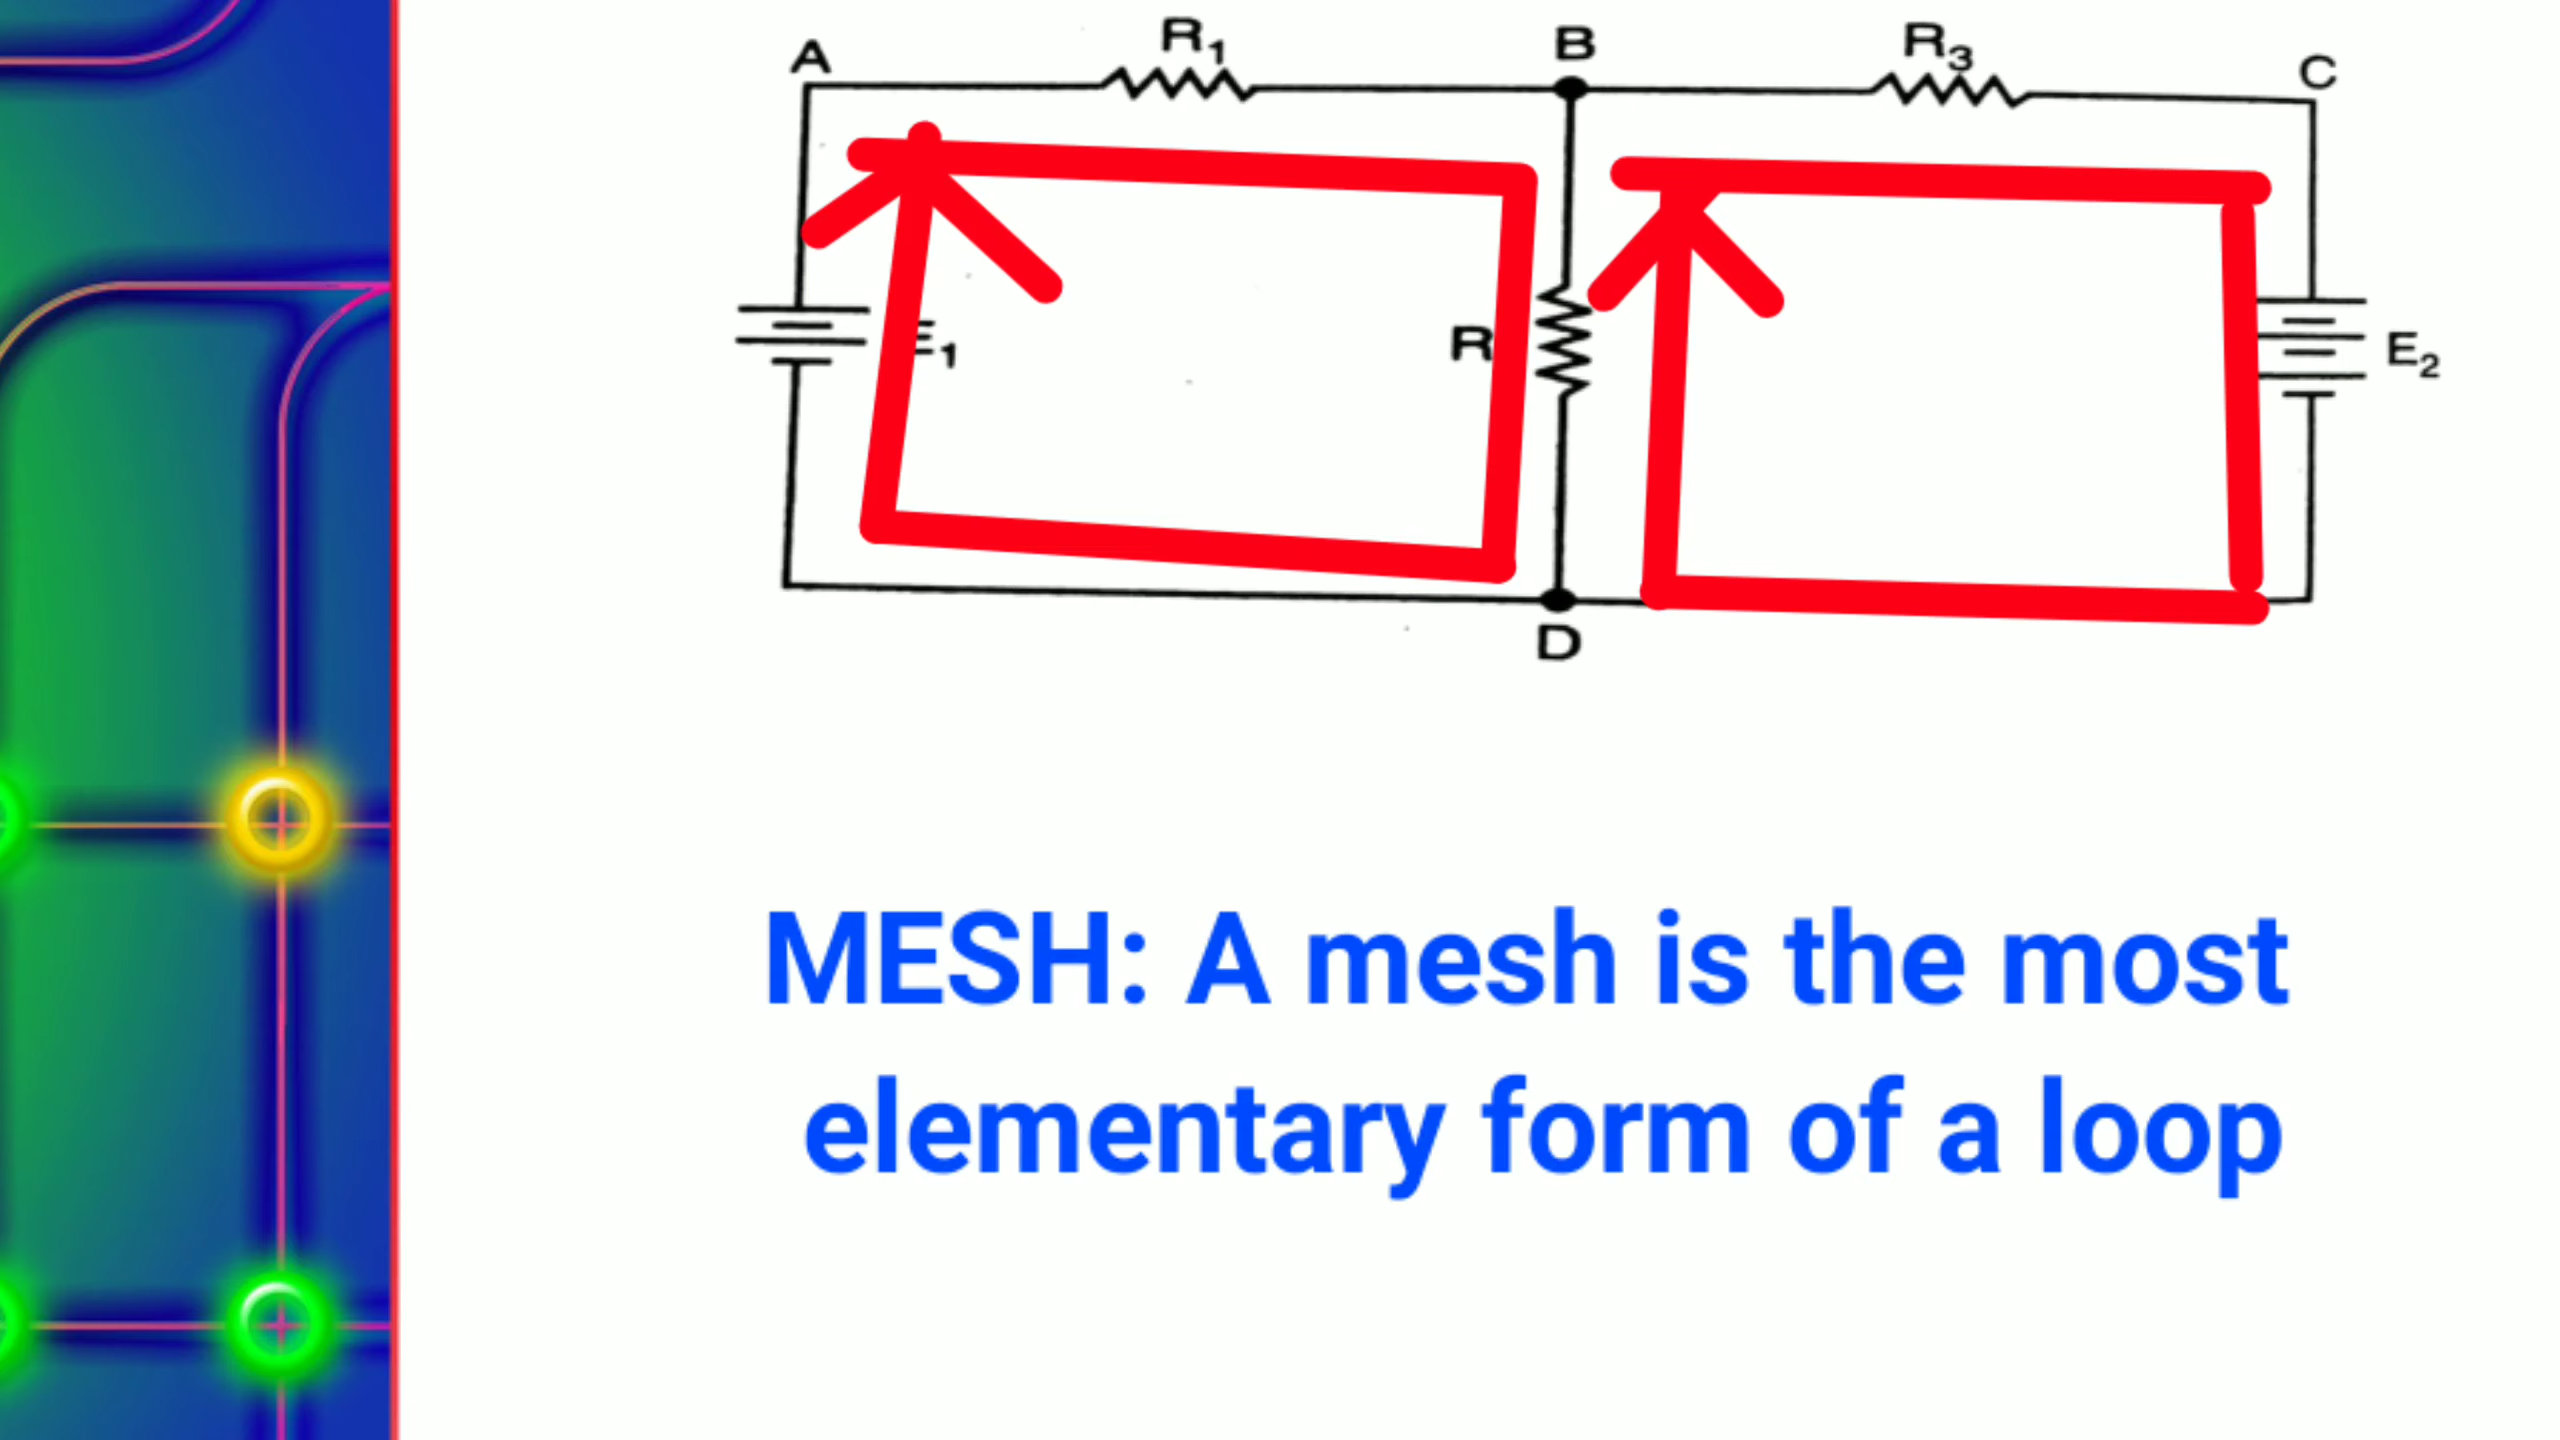 A
R1
B
R3
C
E1
R
E2
D
MESH: A mesh is the most
elementary form of a loop